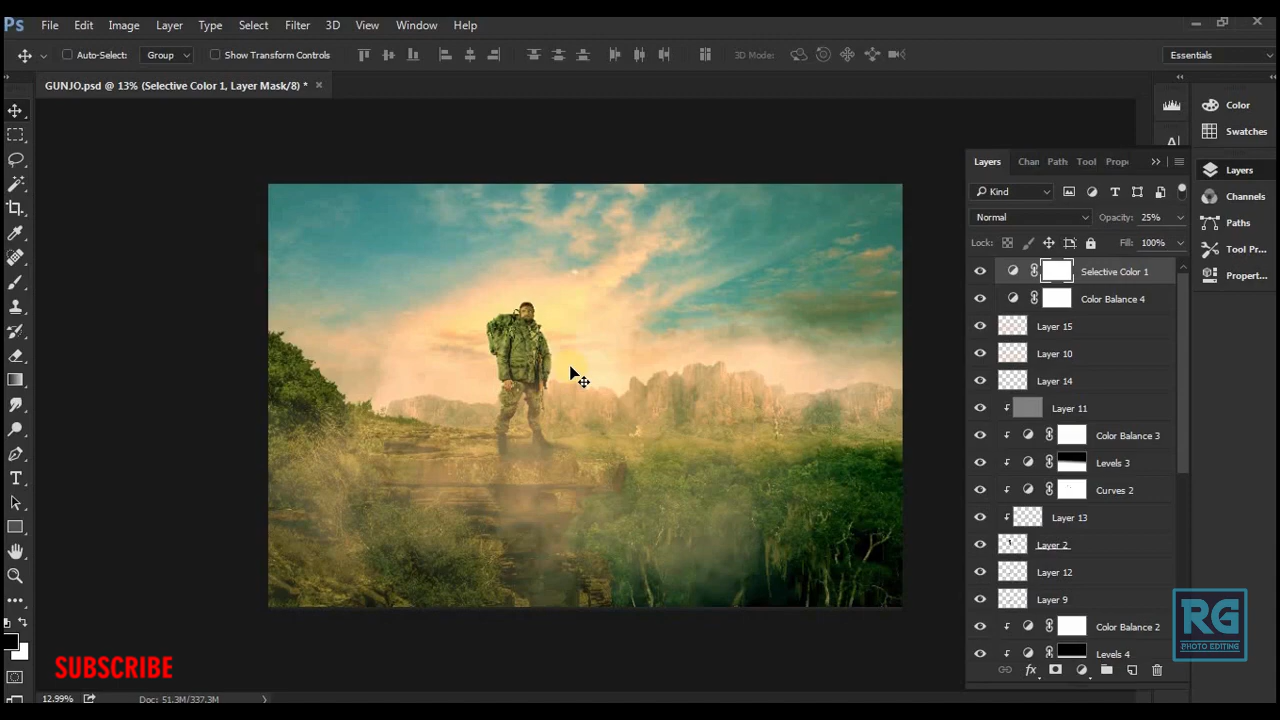 Ps File Edit Image Layer Type Select Filter 3D View Window Help
Auto-Select: Group Show Transform Controls 3D Mode: Essentials
GUNJO.psd @ 13% (Selective Color 1, Layer Mask/8) * ×
Color
Swatches
Layers
Channels
Paths
Tool Pr...
Propert...
Layers Chan Path Tool Prope
Kind
Normal Opacity: 25%
Lock: Fill: 100%
Selective Color 1
Color Balance 4
Layer 15
Layer 10
Layer 14
Layer 11
Color Balance 3
Levels 3
Curves 2
Layer 13
Layer 2
Layer 12
Layer 9
Color Balance 2
Levels 4
fx
RG
PHOTO EDITING
SUBSCRIBE
12.99% Doc: 51.3M/337.3M